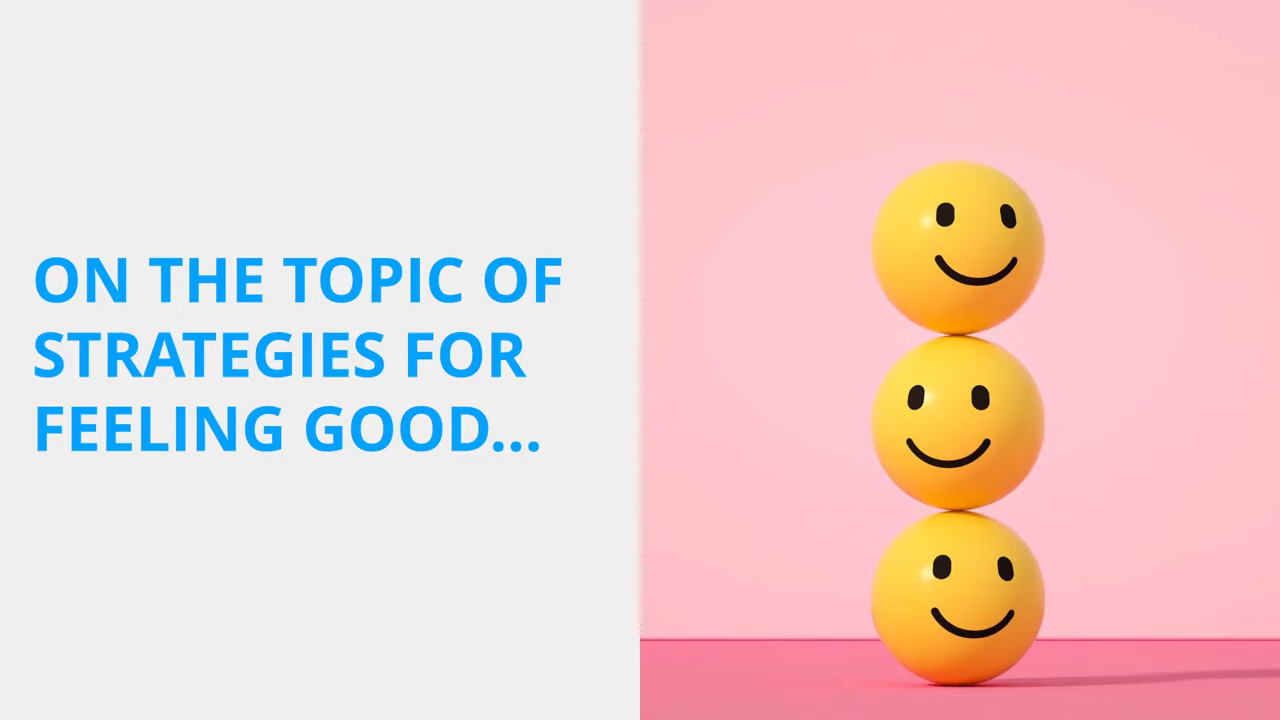 ON THE TOPIC OF
STRATEGIES FOR
FEELING GOOD...